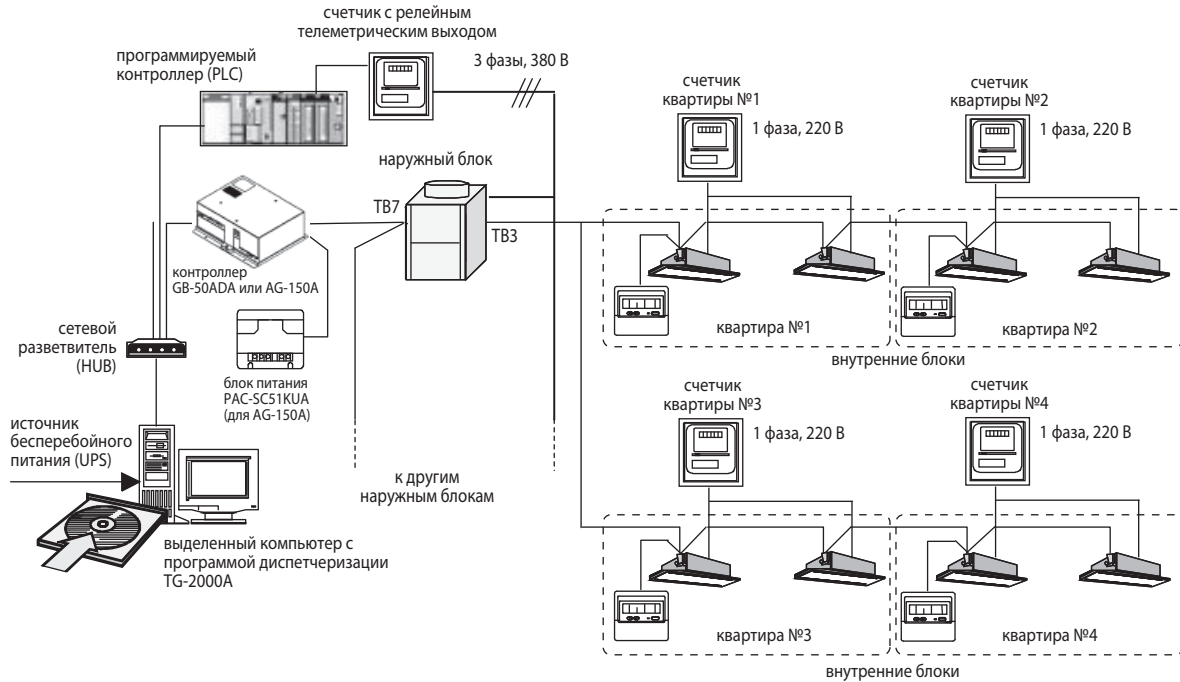 счетчик с релейным
телеметрическим выходом
программируемый
контроллер (PLC)
3 фазы, 380 В
наружный блок
TB7
TB3
контроллер
GB-50ADA или AG-150A
сетевой
разветвитель
(HUB)
блок питания
PAC-SC51KUA
(для AG-150A)
источник
бесперебойного
питания (UPS)
к другим
наружным блокам
выделенный компьютер с
программой диспетчеризации
TG-2000A
счетчик
квартиры №1
1 фаза, 220 В
счетчик
квартиры №2
1 фаза, 220 В
квартира №1
квартира №2
внутренние блоки
счетчик
квартиры №3
1 фаза, 220 В
счетчик
квартиры №4
1 фаза, 220 В
квартира №3
квартира №4
внутренние блоки